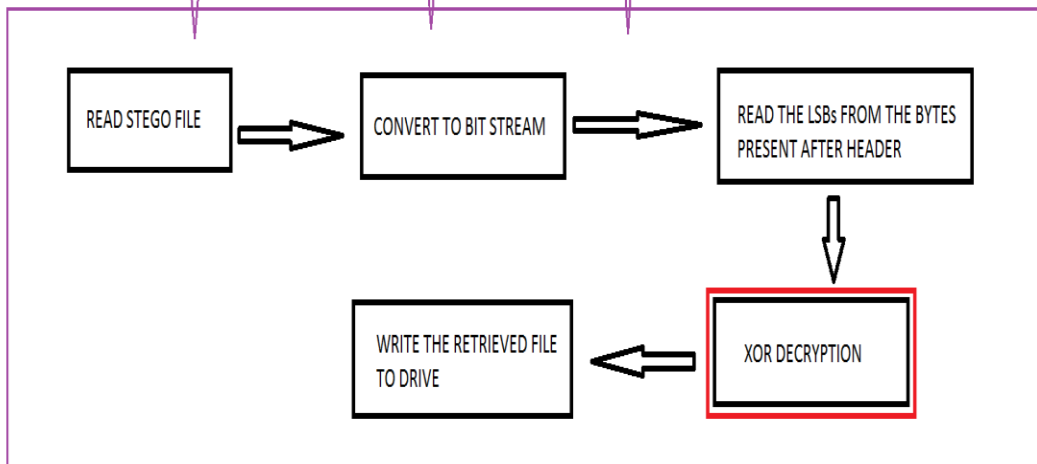 READ STEGO FILE
CONVERT TO BIT STREAM
READ THE LSBs FROM THE BYTES
PRESENT AFTER HEADER
XOR DECRYPTION
WRITE THE RETRIEVED FILE
TO DRIVE